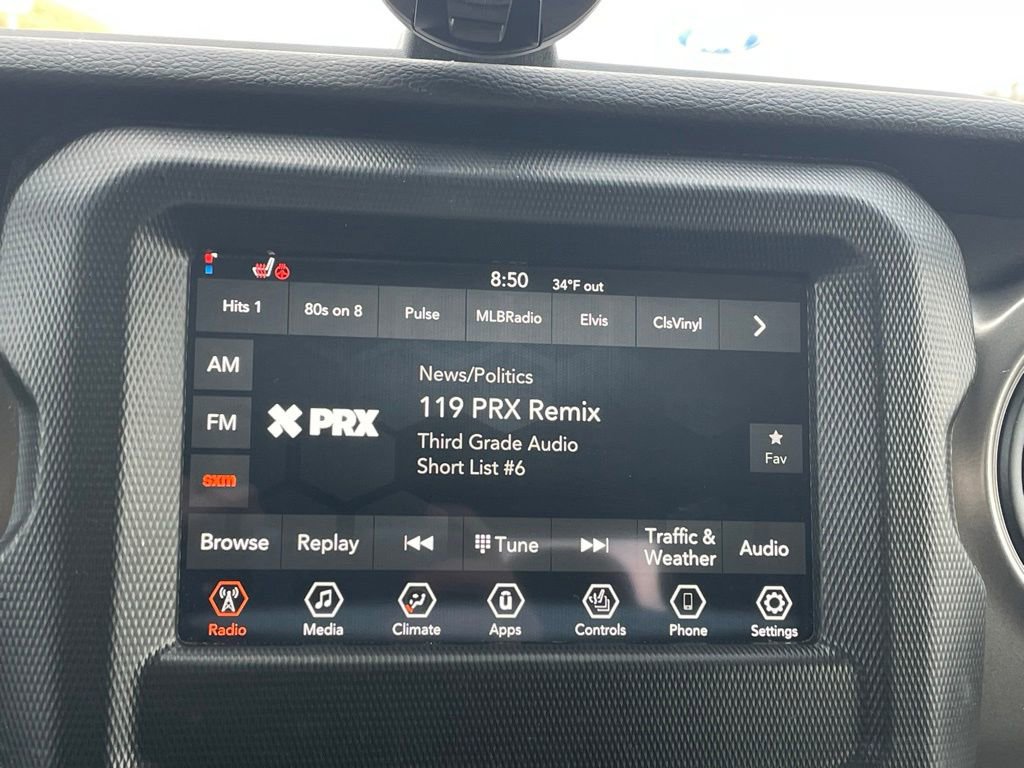 8:50
34°F out
Hits 1
80s on 8
Pulse
MLBRadio
Elvis
ClsVinyl
AM
FM
sxm
PRX
News/Politics
119 PRX Remix
Third Grade Audio
Short List #6
Fav
Browse
Replay
Tune
Traffic &
Weather
Audio
Radio
Media
Climate
Apps
Controls
Phone
Settings